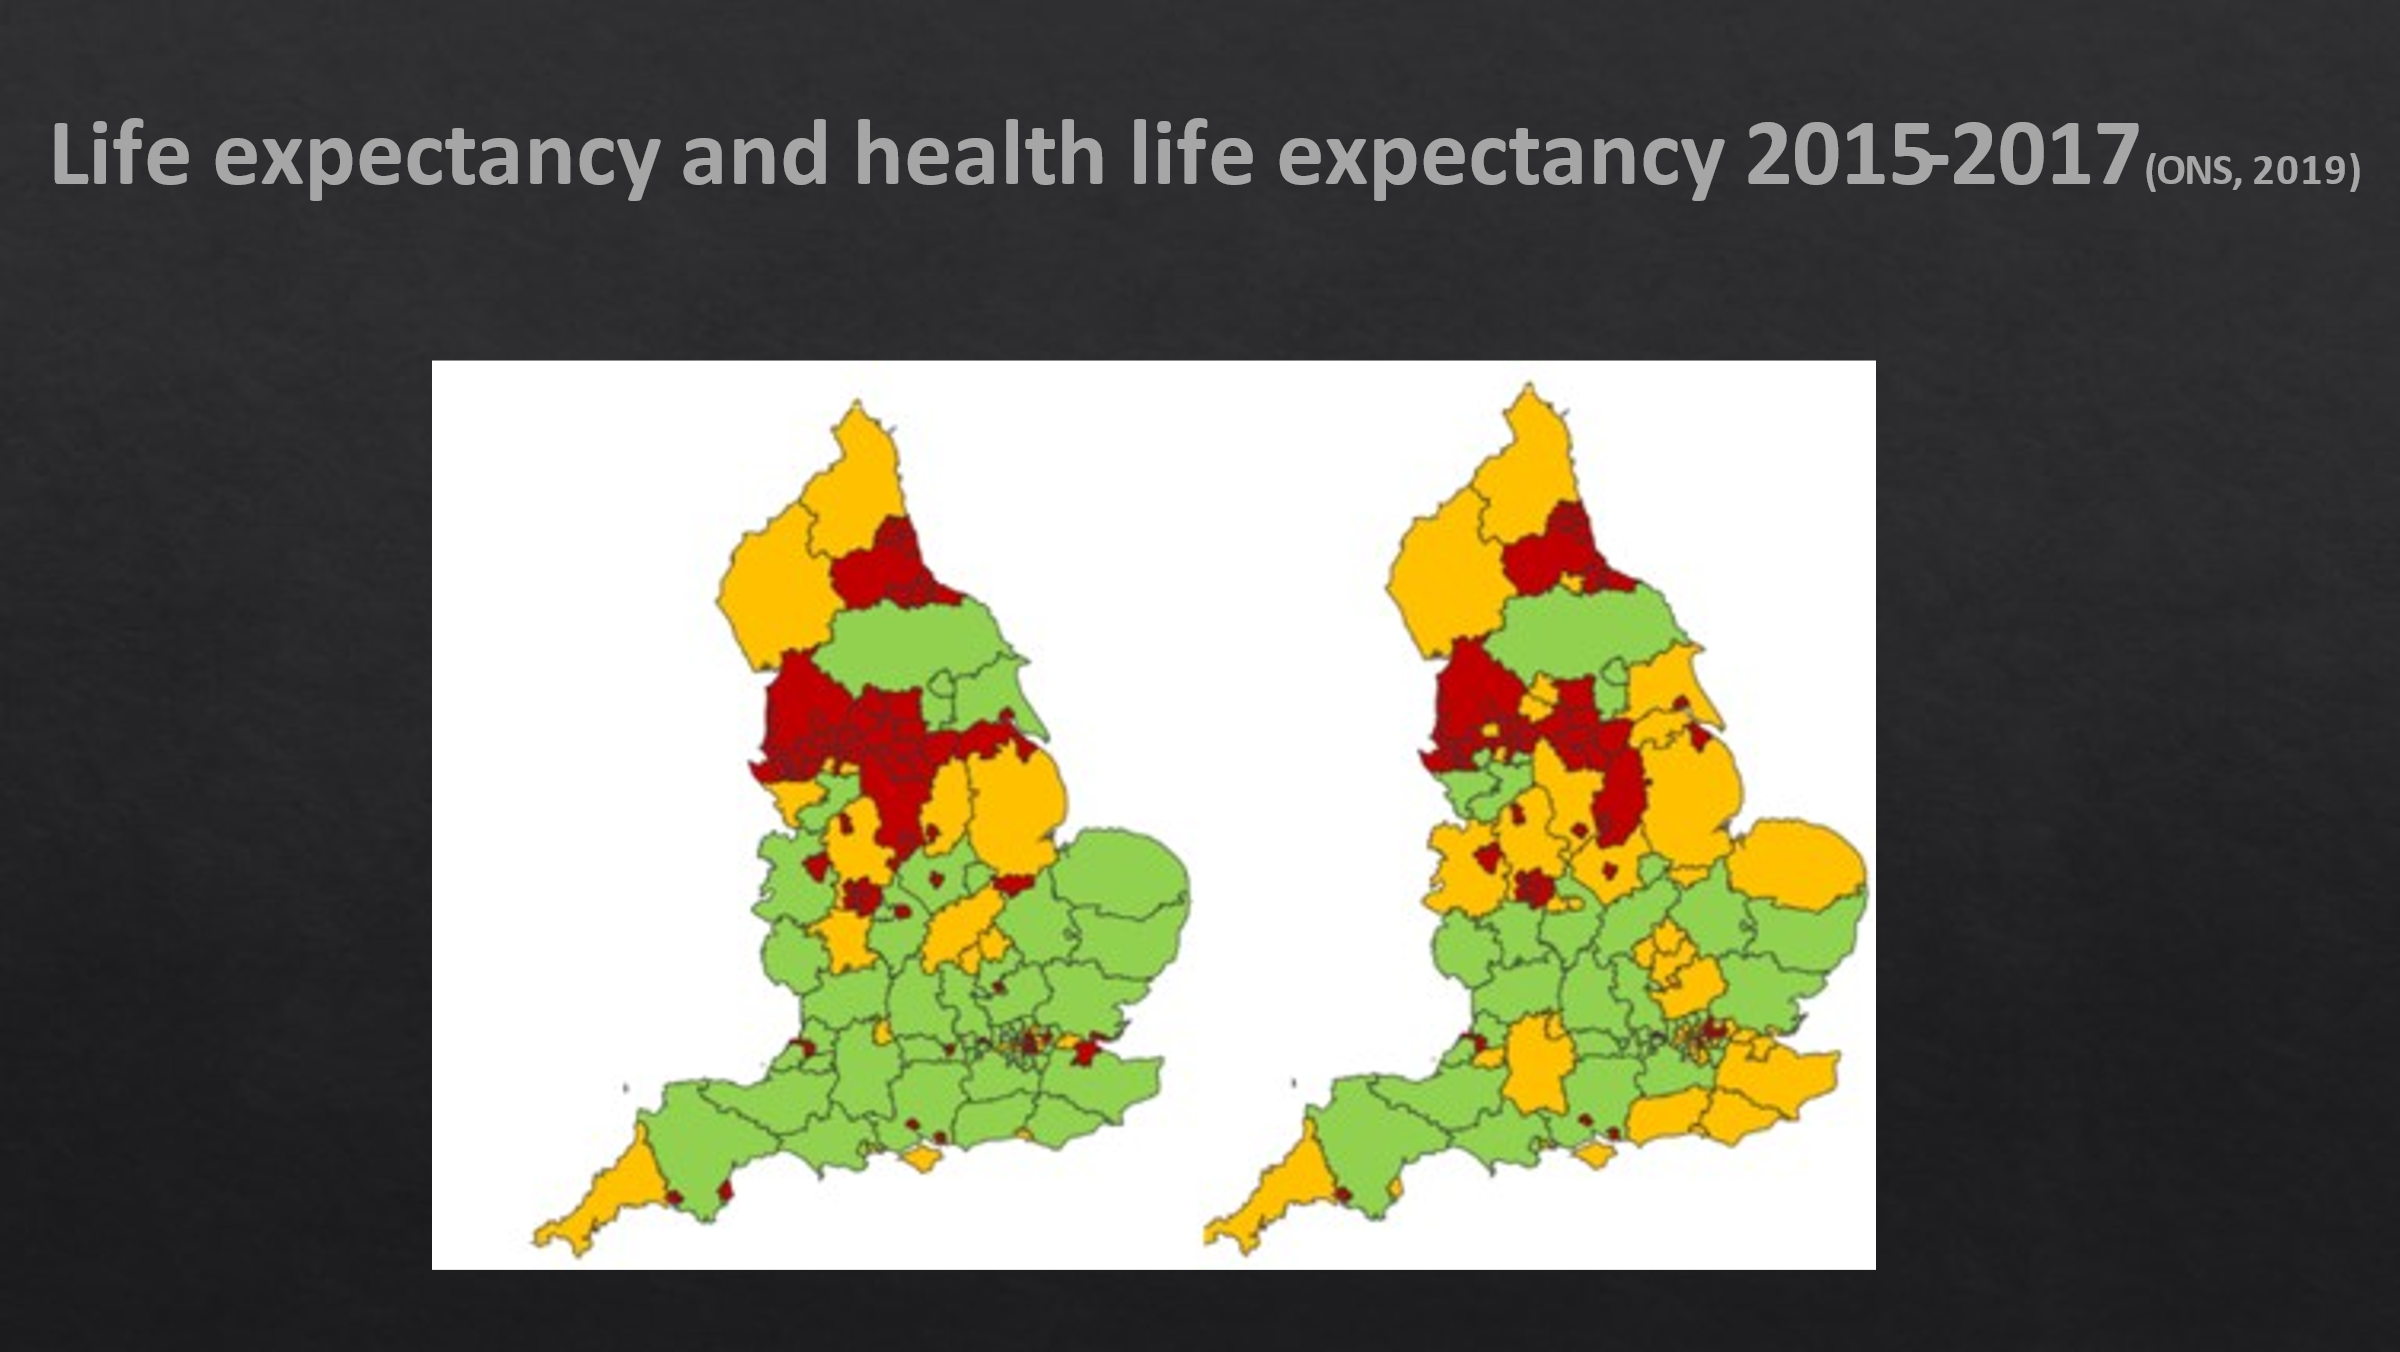 Life expectancy and health life expectancy 2015-2017 (ONS, 2019)